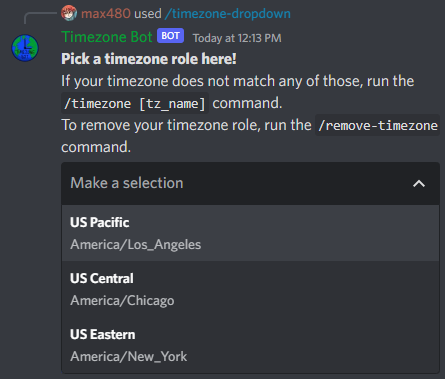 max480 used /timezone-dropdown
Timezone Bot BOT Today at 12:13 PM
Pick a timezone role here!
If your timezone does not match any of those, run the
/timezone [tz_name] command.
To remove your timezone role, run the /remove-timezone
command.
Make a selection
US Pacific
America/Los_Angeles
US Central
America/Chicago
US Eastern
America/New_York